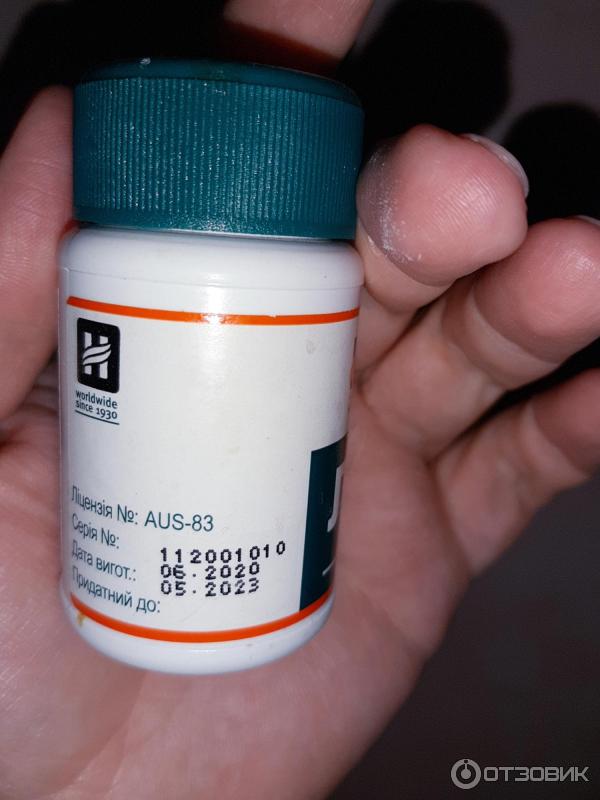 H
worldwide
since 1930
Ліцензія №: AUS-83
Серія №: 112001010
Дата вигот.: 06.2020
Придатний до: 05.2023
Л
ОТЗОВИК